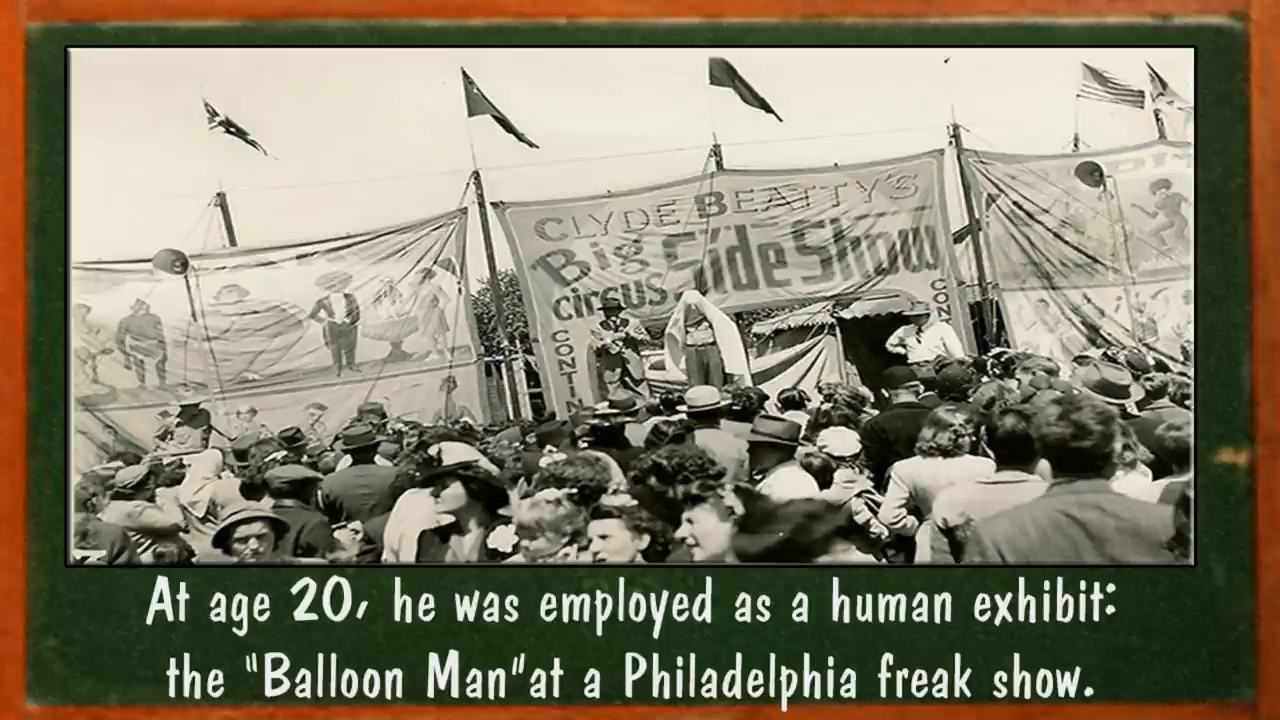 CLYDE BEATTY'S
Big Side Show
circus
CONTIN
CON
At age 20, he was employed as a human exhibit:
the "Balloon Man"at a Philadelphia freak show.